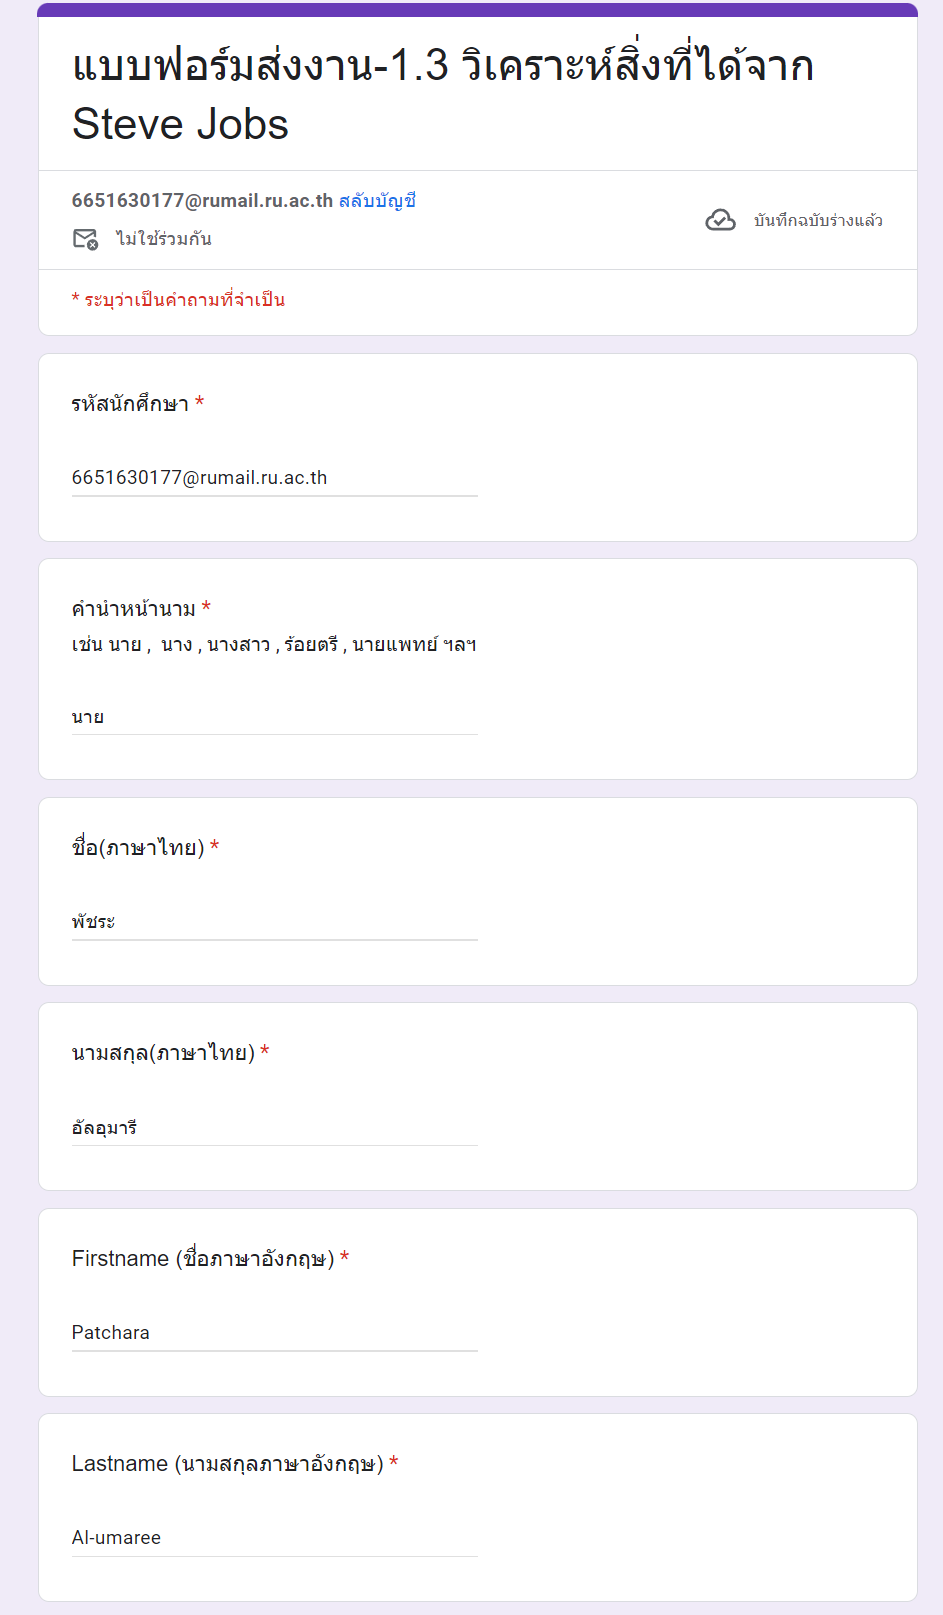 แบบฟอร์มส่งงาน-1.3 วิเคราะห์สิ่งที่ได้จาก
Steve Jobs
6651630177@rumail.ru.ac.th สลับบัญชี
ไม่ใช้ร่วมกัน
บันทึกฉบับร่างแล้ว
* ระบุว่าเป็นคำถามที่จำเป็น
รหัสนักศึกษา *
6651630177@rumail.ru.ac.th
คำนำหน้านาม *
เช่น นาย , นาง , นางสาว , ร้อยตรี , นายแพทย์ ฯลฯ
นาย
ชื่อ(ภาษาไทย) *
พัชระ
นามสกุล(ภาษาไทย) *
อัลอุมารี
Firstname (ชื่อภาษาอังกฤษ) *
Patchara
Lastname (นามสกุลภาษาอังกฤษ) *
Al-umaree